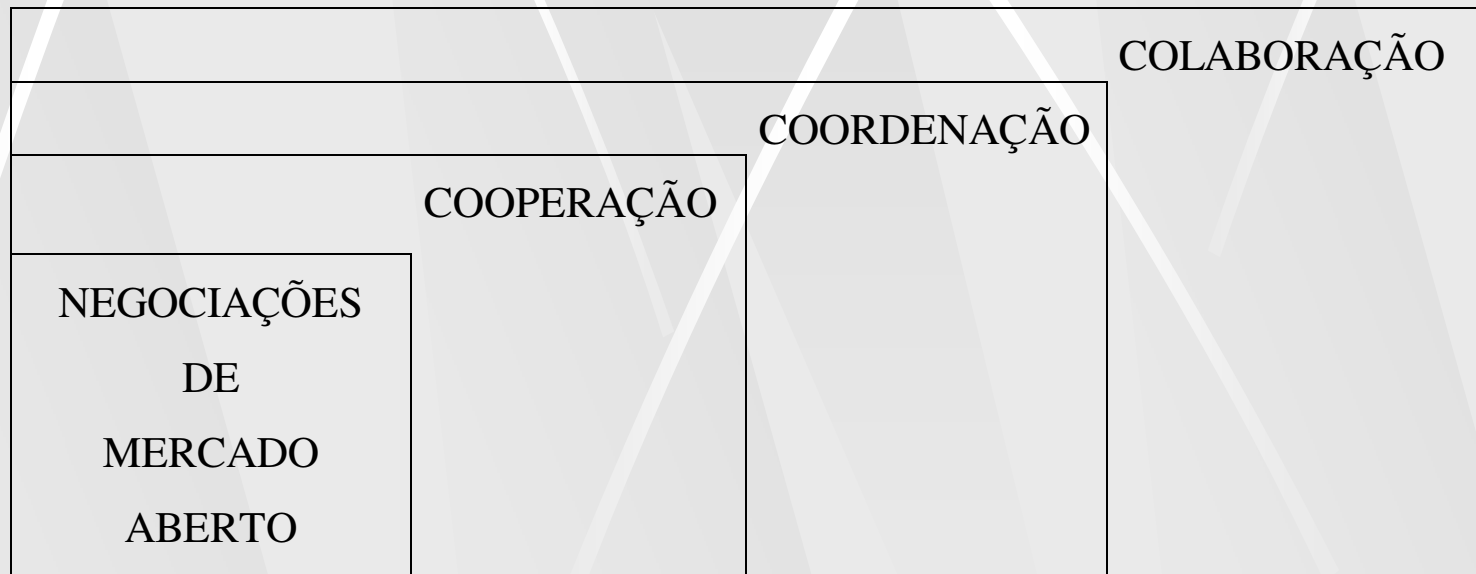 COLABORAÇÃO
COORDENAÇÃO
COOPERAÇÃO
NEGOCIAÇÕES
DE
MERCADO
ABERTO